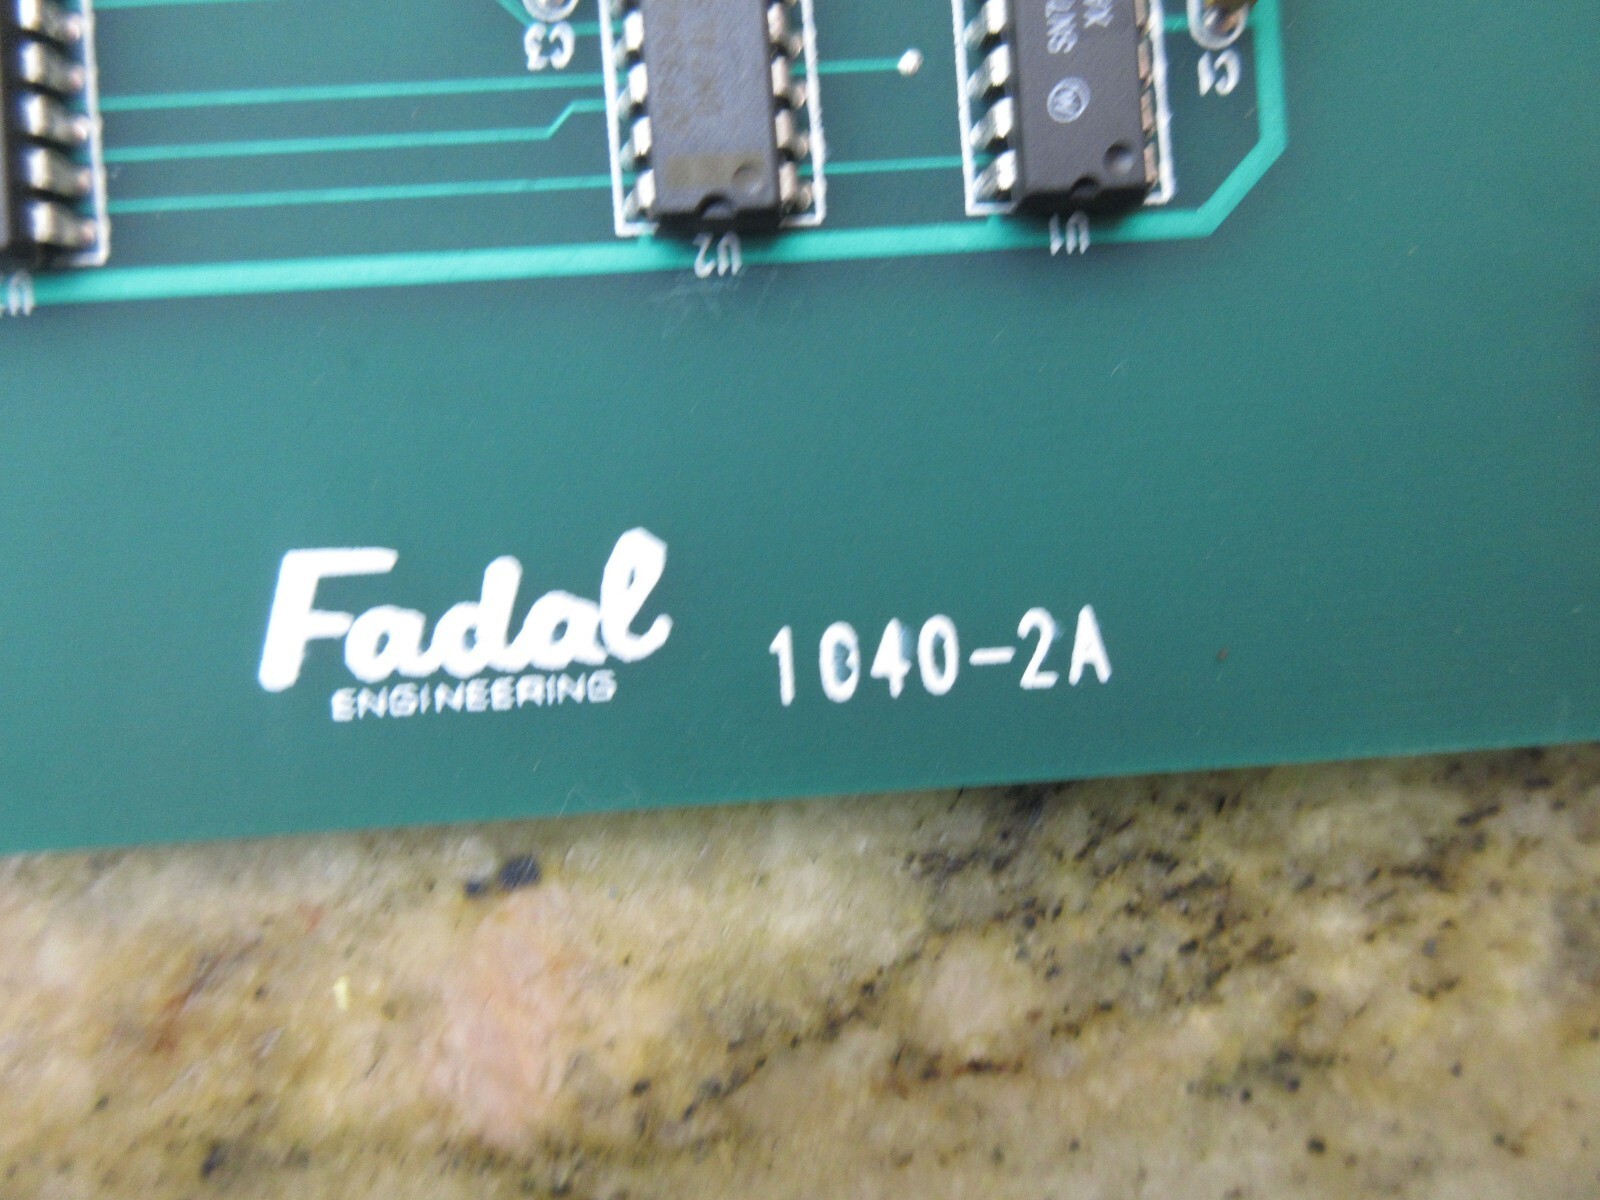 C3
C1
U2
U1
Fadal
ENGINEERING
1040-2A